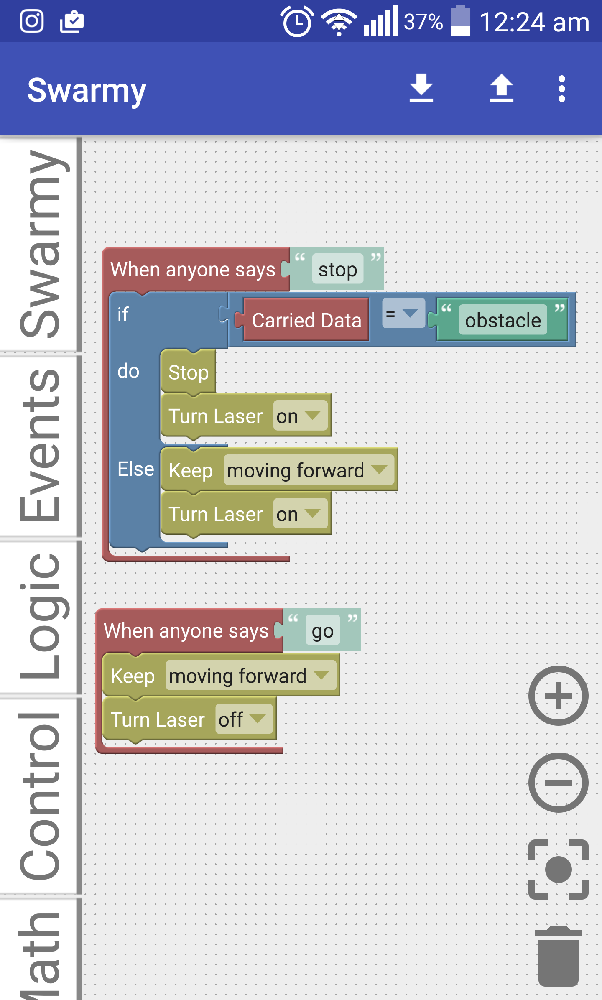 37% 12:24 am
Swarmy
Swarmy
Events
Logic
Control
Math
When anyone says “ stop ”
if Carried Data = “ obstacle ”
do Stop
Turn Laser on
Else Keep moving forward
Turn Laser on
When anyone says “ go ”
Keep moving forward
Turn Laser off